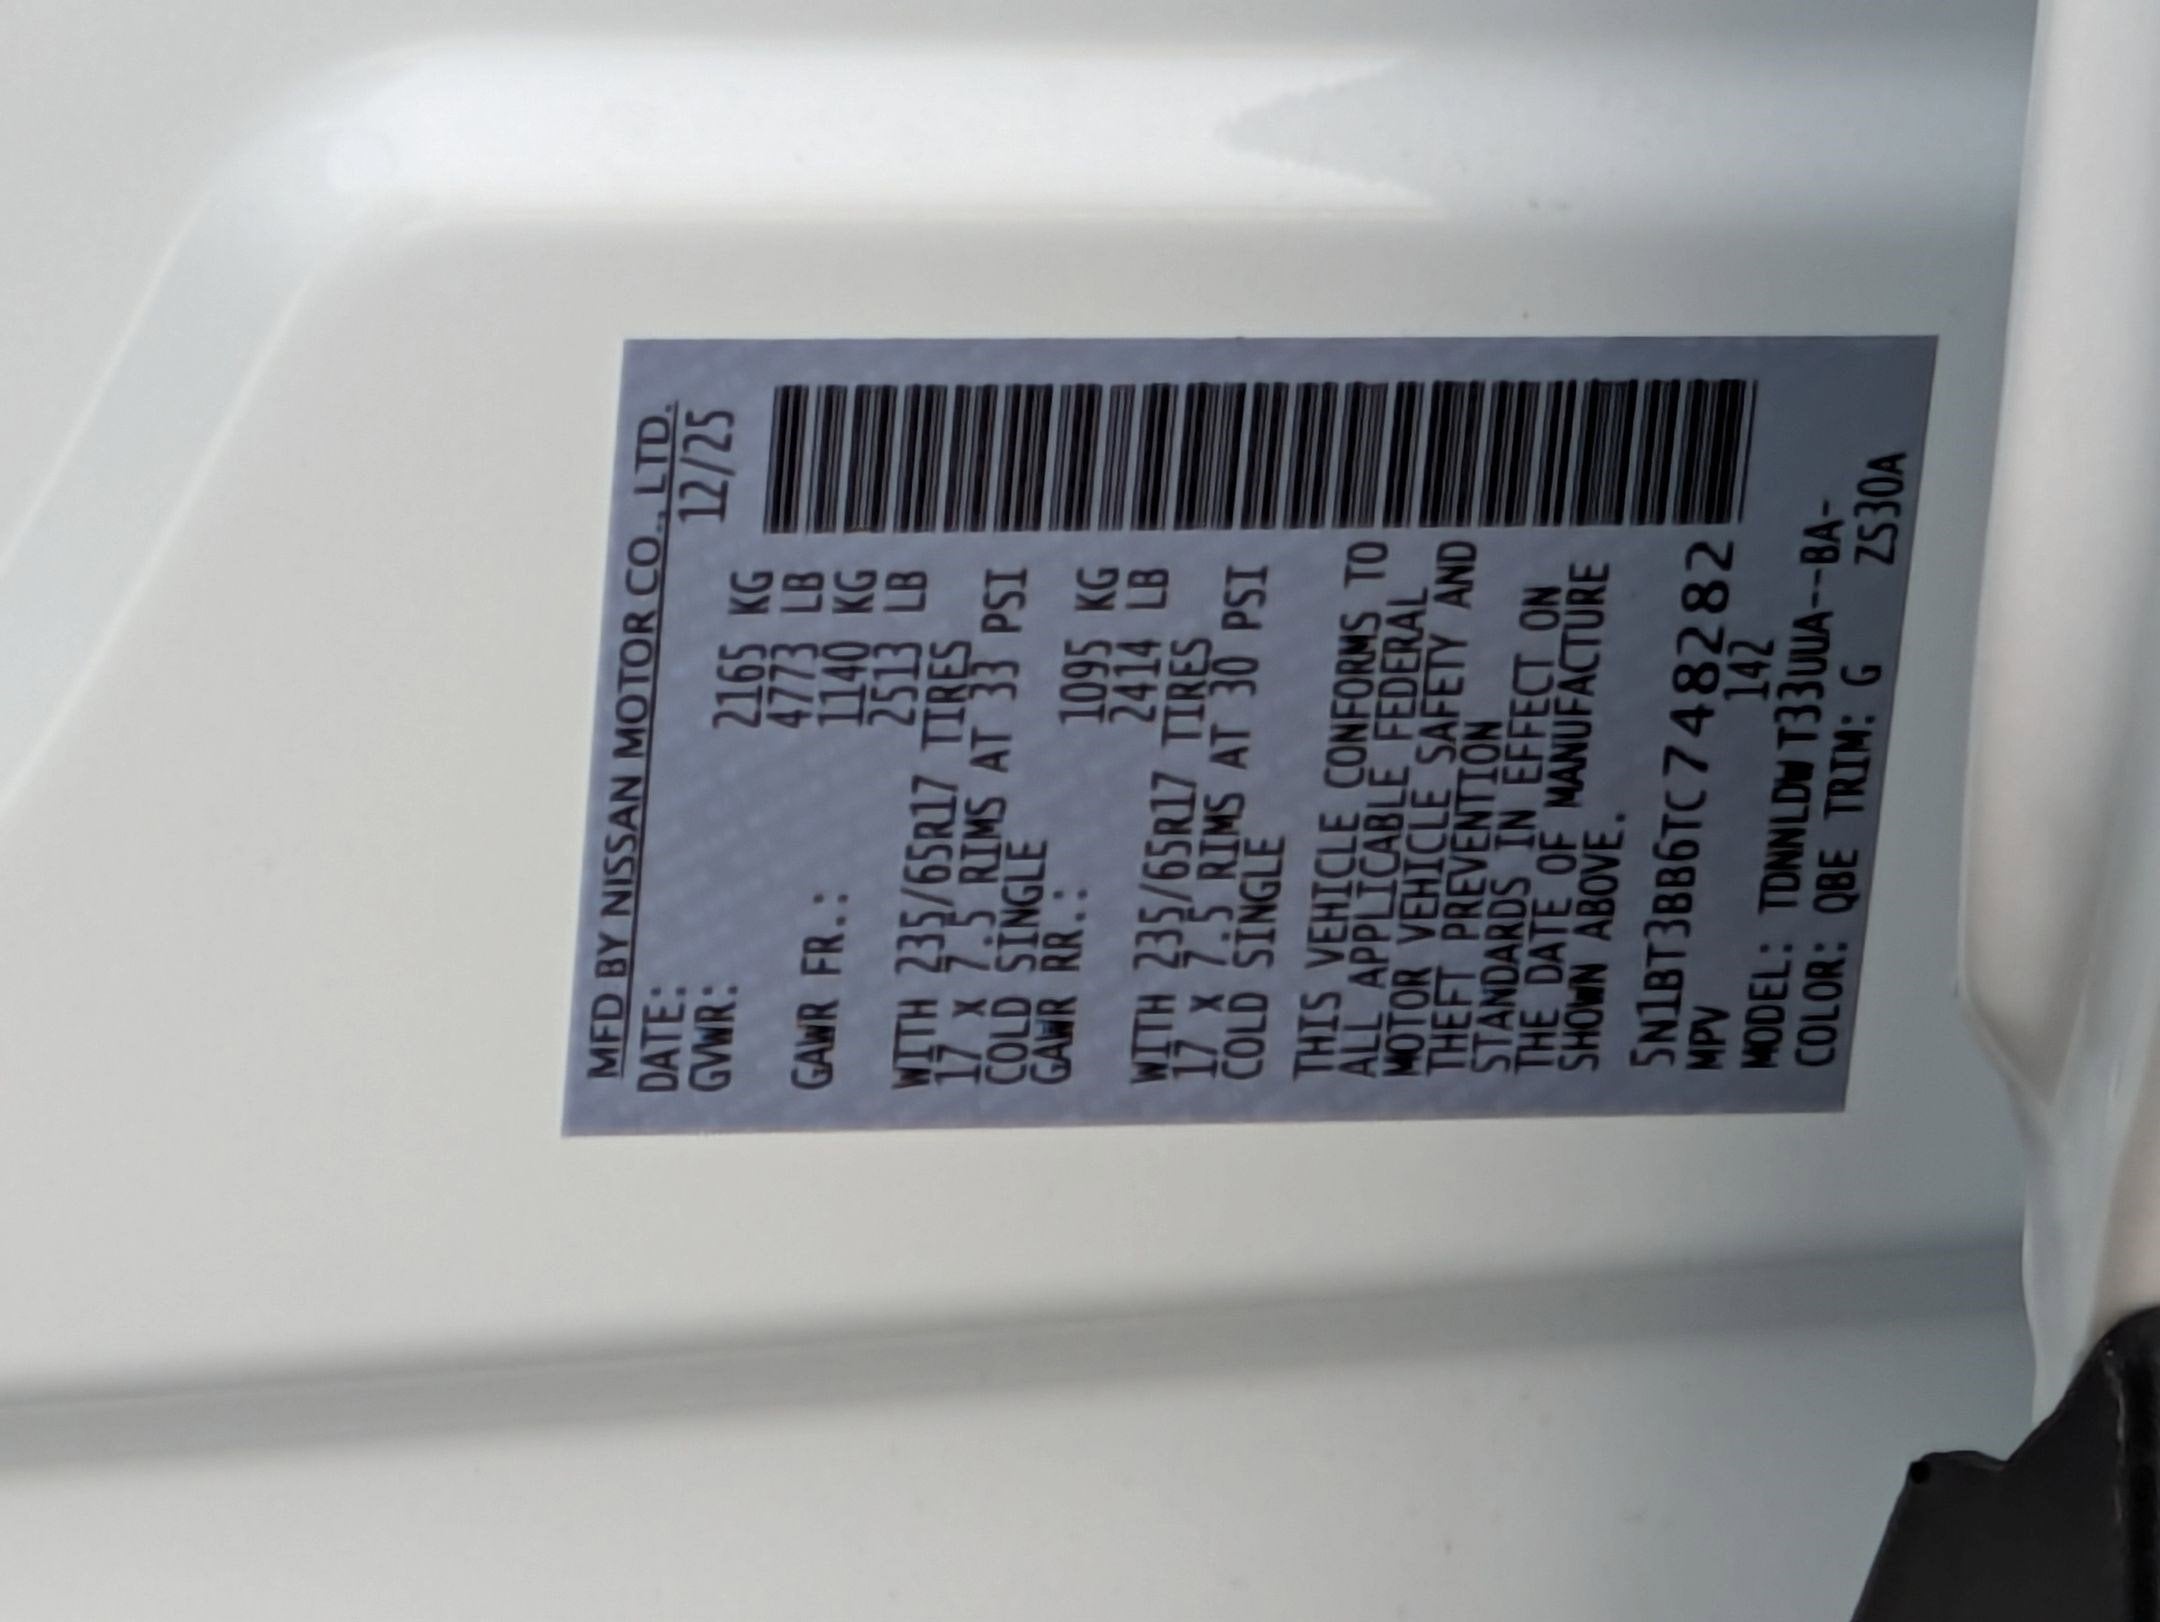 MFD BY NISSAN MOTOR CO., LTD.
DATE: 12/25
GVWR: 2165 KG
4773 LB
GAWR FR.: 1140 KG
2513 LB
WITH 235/65R17 TIRES
17 X 7.5 RIMS AT 33 PSI
COLD SINGLE
GAWR RR.: 1095 KG
2414 LB
WITH 235/65R17 TIRES
17 X 7.5 RIMS AT 30 PSI
COLD SINGLE
THIS VEHICLE CONFORMS TO
ALL APPLICABLE FEDERAL
MOTOR VEHICLE SAFETY AND
THEFT PREVENTION
STANDARDS IN EFFECT ON
THE DATE OF MANUFACTURE
SHOWN ABOVE.
5N1BT3BB6TC748282
MPV 142
MODEL: TDNNLDWT33UUA--BA-
COLOR: QBE TRIM: G ZS30A